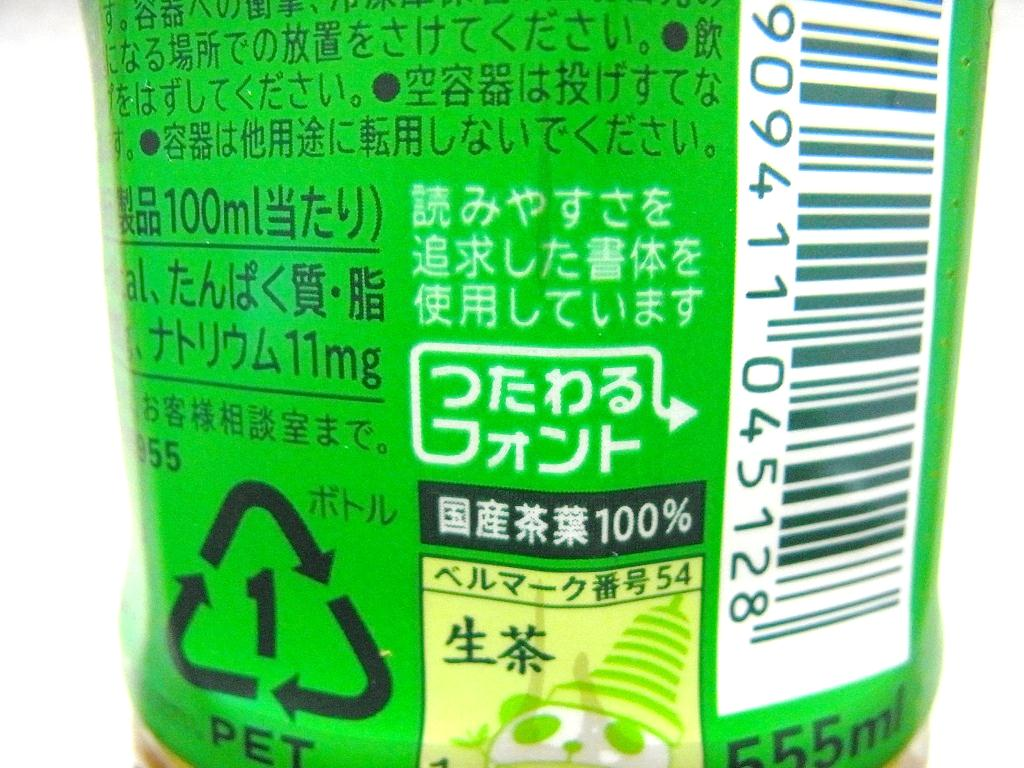 す。容器への衝撃、冷凍庫保
になる場所での放置をさけてください。●飲
をはずしてください。●空容器は投げすてな
す。●容器は他用途に転用しないでください。
製品100ml当たり)
cal、たんぱく質・脂
、ナトリウム11mg
お客様相談室まで。
955
読みやすさを
追求した書体を
使用しています
つたわる
フォント
国産茶葉100%
ベルマーク番号54
生茶
1
ボトル
1
PET
555ml
909411 045128